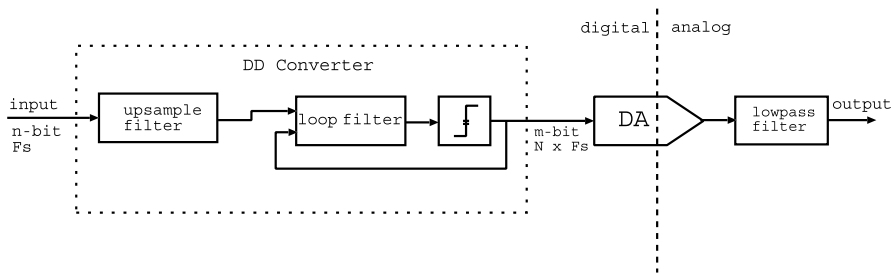 digital analog
DD Converter
input
n-bit
Fs
upsample
filter
loop filter
m-bit
N x Fs
DA
lowpass
filter
output